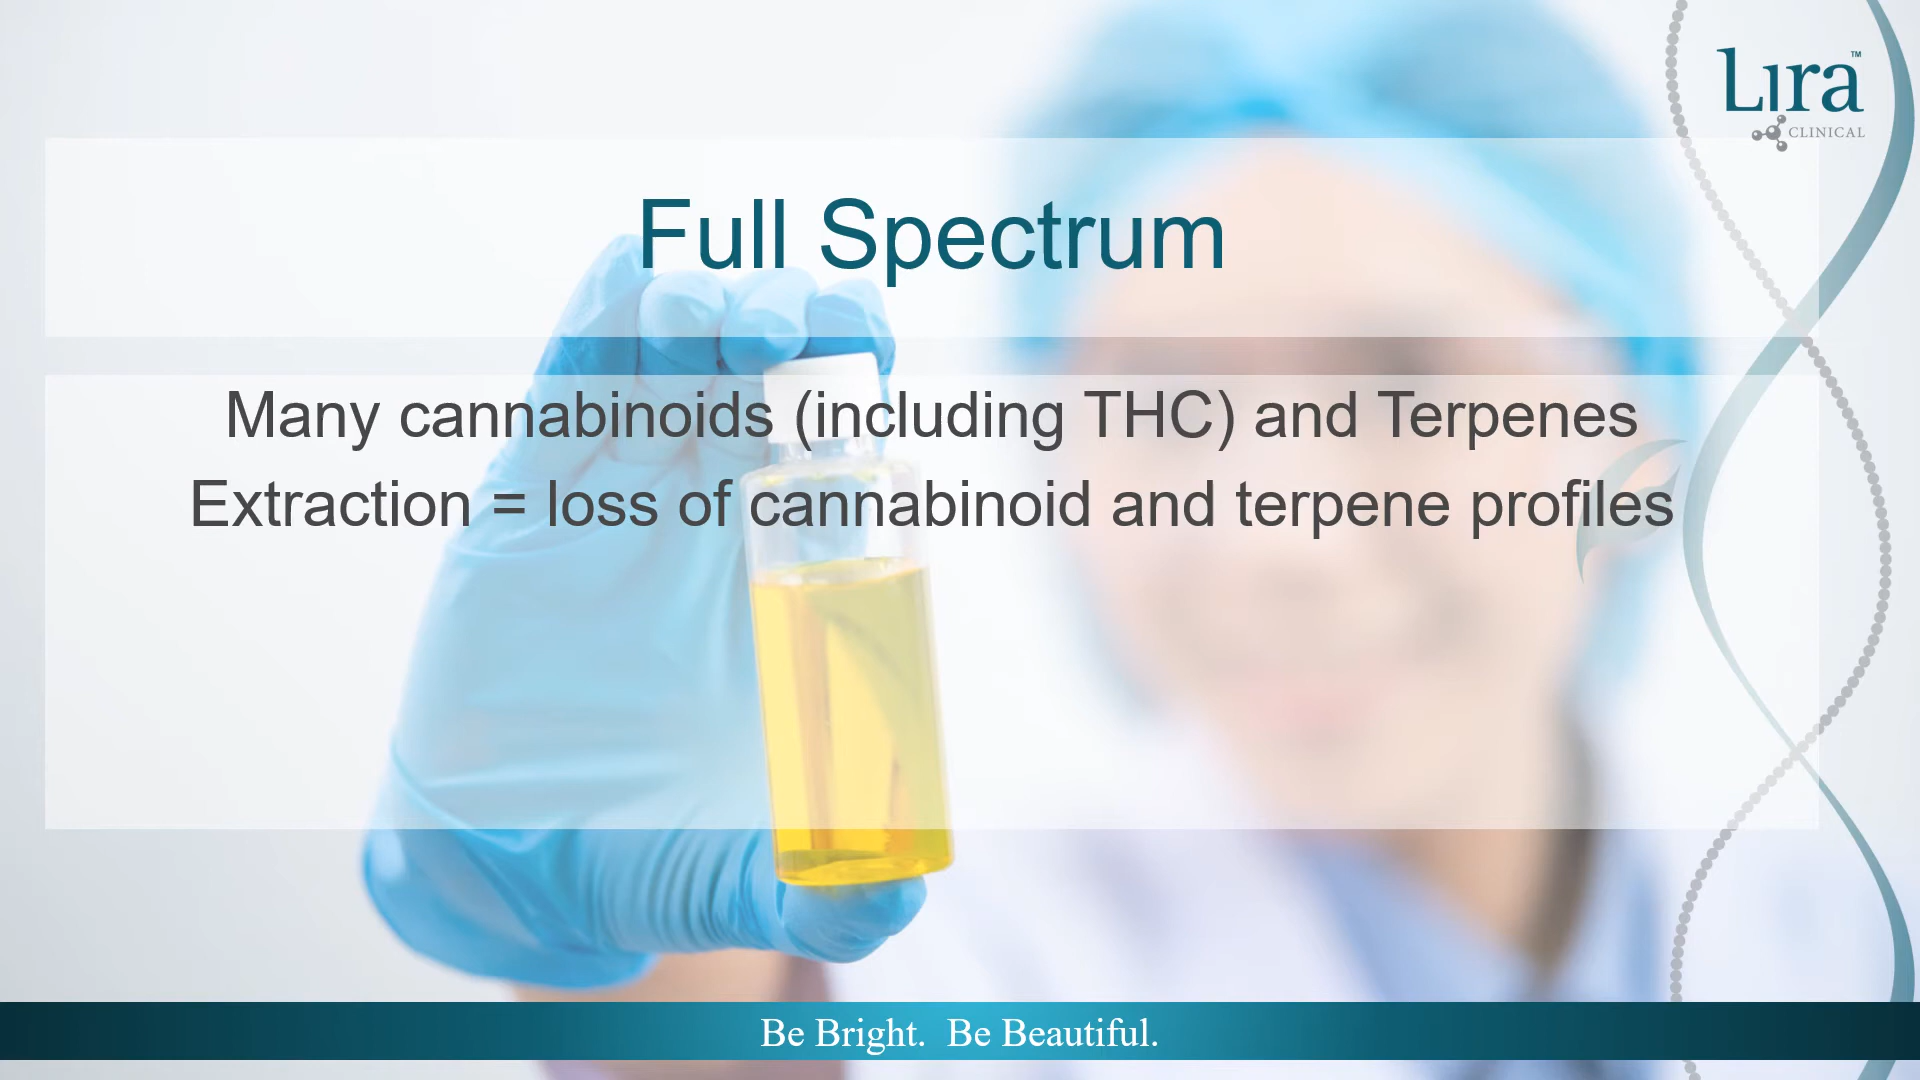 Lira™
CLINICAL
Full Spectrum
Many cannabinoids (including THC) and Terpenes
Extraction = loss of cannabinoid and terpene profiles
Be Bright. Be Beautiful.